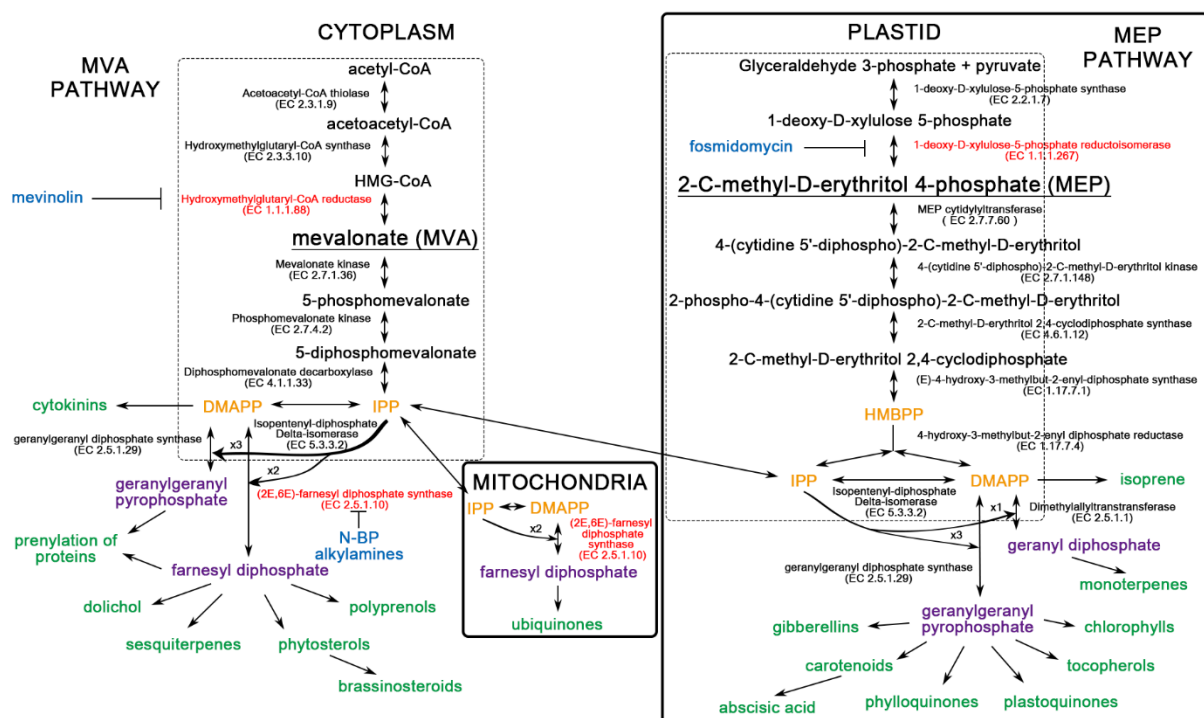 CYTOPLASM
MVA
PATHWAY
acetyl-CoA
Acetoacetyl-CoA thiolase
(EC 2.3.1.9)
acetoacetyl-CoA
Hydroxymethylglutaryl-CoA synthase
(EC 2.3.3.10)
HMG-CoA
mevinolin
Hydroxymethylglutaryl-CoA reductase
(EC 1.1.1.88)
mevalonate (MVA)
Mevalonate kinase
(EC 2.7.1.36)
5-phosphomevalonate
Phosphomevalonate kinase
(EC 2.7.4.2)
5-diphosphomevalonate
Diphosphomevalonate decarboxylase
(EC 4.1.1.33)
cytokinins
DMAPP
IPP
Isopentenyl-diphosphate
Delta-isomerase
(EC 5.3.3.2)
geranylgeranyl diphosphate synthase
(EC 2.5.1.29)
x3
x2
geranylgeranyl
pyrophosphate
(2E,6E)-farnesyl diphosphate synthase
(EC 2.5.1.10)
N-BP
alkylamines
prenylation of
proteins
farnesyl diphosphate
dolichol
sesquiterpenes
phytosterols
polyprenols
brassinosteroids
MITOCHONDRIA
IPP
DMAPP
x2
(2E,6E)-farnesyl
diphosphate
synthase
(EC 2.5.1.10)
farnesyl diphosphate
ubiquinones
PLASTID
MEP
PATHWAY
Glyceraldehyde 3-phosphate + pyruvate
1-deoxy-D-xylulose-5-phosphate synthase
(EC 2.2.1.7)
1-deoxy-D-xylulose 5-phosphate
fosmidomycin
1-deoxy-D-xylulose-5-phosphate reductoisomerase
(EC 1.1.1.267)
2-C-methyl-D-erythritol 4-phosphate (MEP)
MEP cytidylyltransferase
( EC 2.7.7.60 )
4-(cytidine 5'-diphospho)-2-C-methyl-D-erythritol
4-(cytidine 5'-diphospho)-2-C-methyl-D-erythritol kinase
(EC 2.7.1.148)
2-phospho-4-(cytidine 5'-diphospho)-2-C-methyl-D-erythritol
2-C-methyl-D-erythritol 2,4-cyclodiphosphate synthase
(EC 4.6.1.12)
2-C-methyl-D-erythritol 2,4-cyclodiphosphate
(E)-4-hydroxy-3-methylbut-2-enyl-diphosphate synthase
(EC 1.17.7.1)
HMBPP
4-hydroxy-3-methylbut-2-enyl diphosphate reductase
(EC 1.17.7.4)
IPP
DMAPP
isoprene
Isopentenyl-diphosphate
Delta-isomerase
(EC 5.3.3.2)
x1
x3
Dimethylallyltranstransferase
(EC 2.5.1.1)
geranyl diphosphate
monoterpenes
geranylgeranyl diphosphate synthase
(EC 2.5.1.29)
geranylgeranyl
pyrophosphate
gibberellins
chlorophylls
carotenoids
tocopherols
abscisic acid
phylloquinones
plastoquinones